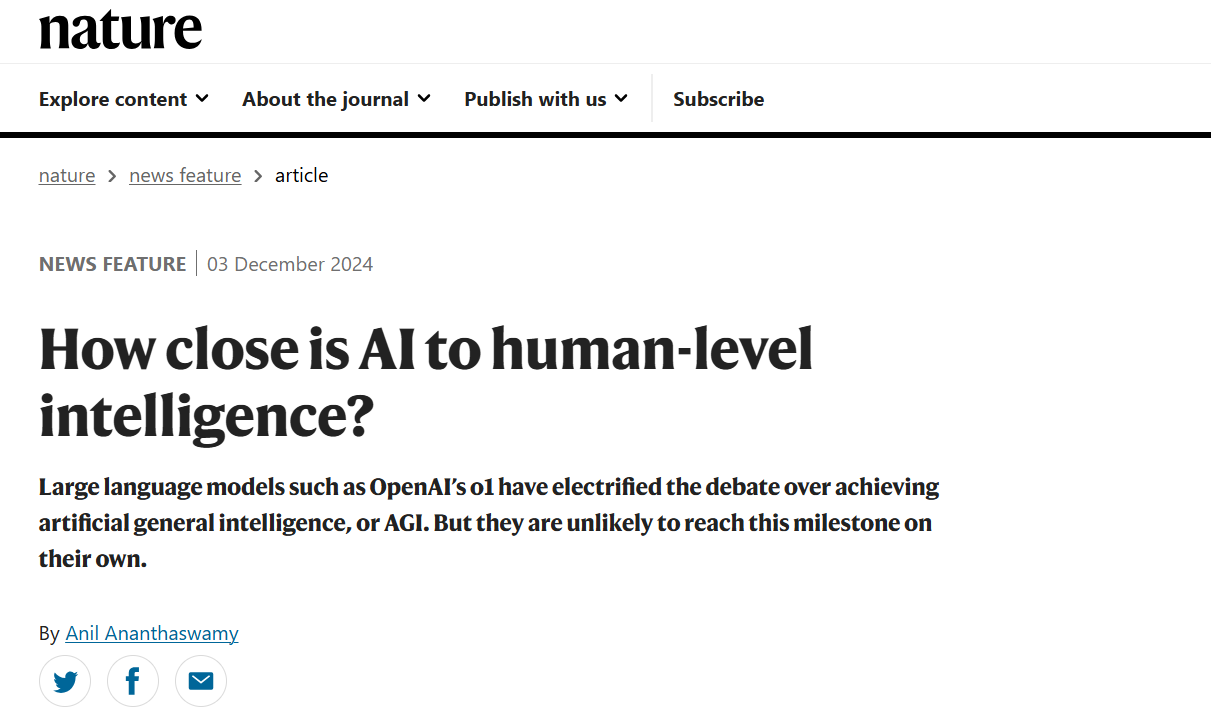 nature
Explore content About the journal Publish with us Subscribe
nature > news feature > article
NEWS FEATURE | 03 December 2024
How close is AI to human-level
intelligence?
Large language models such as OpenAI’s o1 have electrified the debate over achieving
artificial general intelligence, or AGI. But they are unlikely to reach this milestone on
their own.
By Anil Ananthaswamy